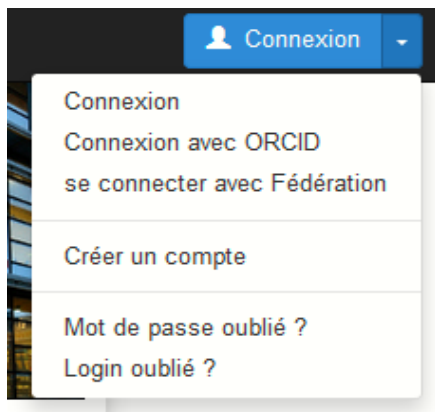 Connexion
Connexion
Connexion avec ORCID
se connecter avec Fédération
Créer un compte
Mot de passe oublié ?
Login oublié ?